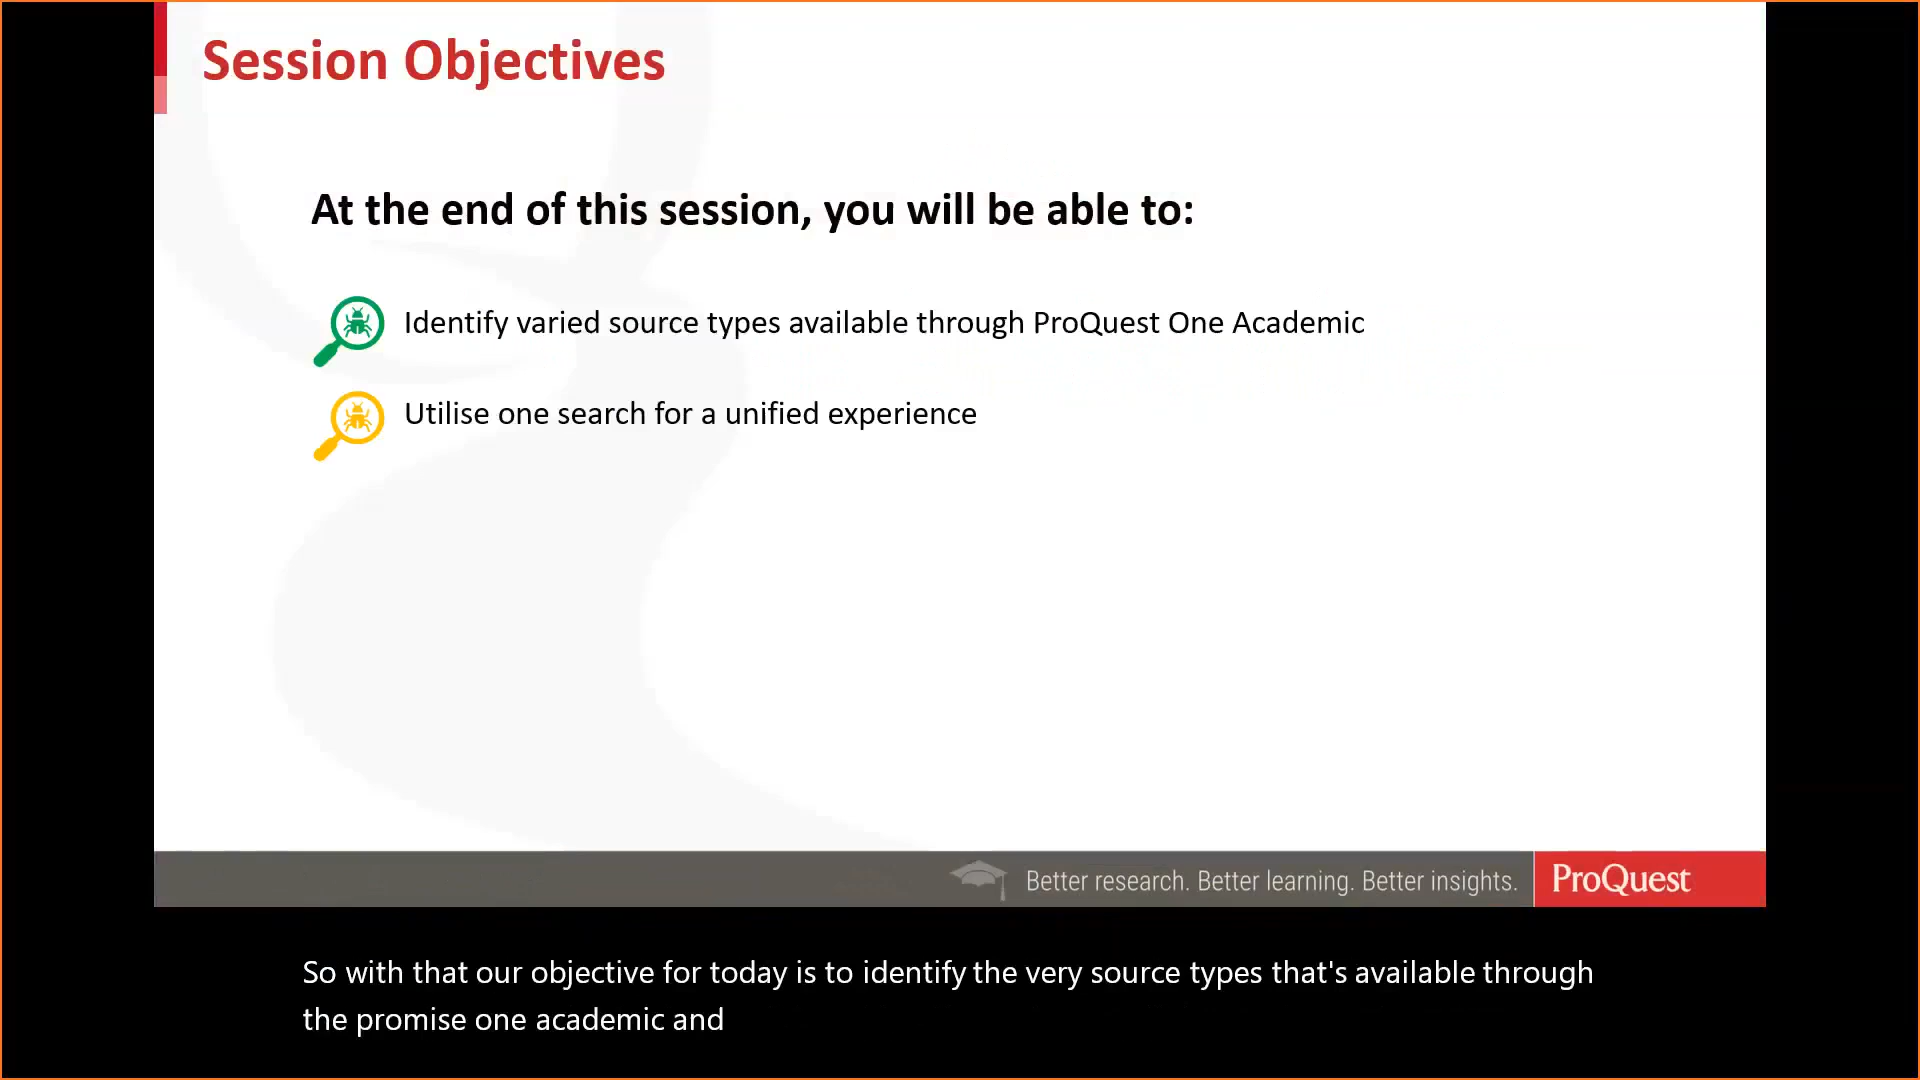 Session Objectives
At the end of this session, you will be able to:
Identify varied source types available through ProQuest One Academic
Utilise one search for a unified experience
Better research. Better learning. Better insights.
ProQuest
So with that our objective for today is to identify the very source types that's available through
the promise one academic and